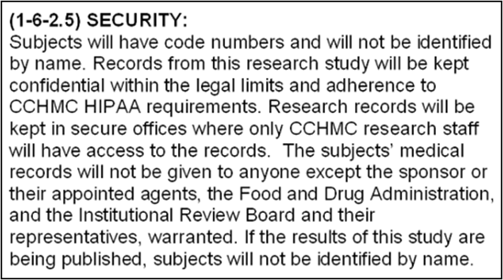 (1-6-2.5) SECURITY:
Subjects will have code numbers and will not be identified
by name. Records from this research study will be kept
confidential within the legal limits and adherence to
CCHMC HIPAA requirements. Research records will be
kept in secure offices where only CCHMC research staff
will have access to the records.  The subjects' medical
records will not be given to anyone except the sponsor or
their appointed agents, the Food and Drug Administration,
and the Institutional Review Board and their
representatives, warranted. If the results of this study are
being published, subjects will not be identified by name.